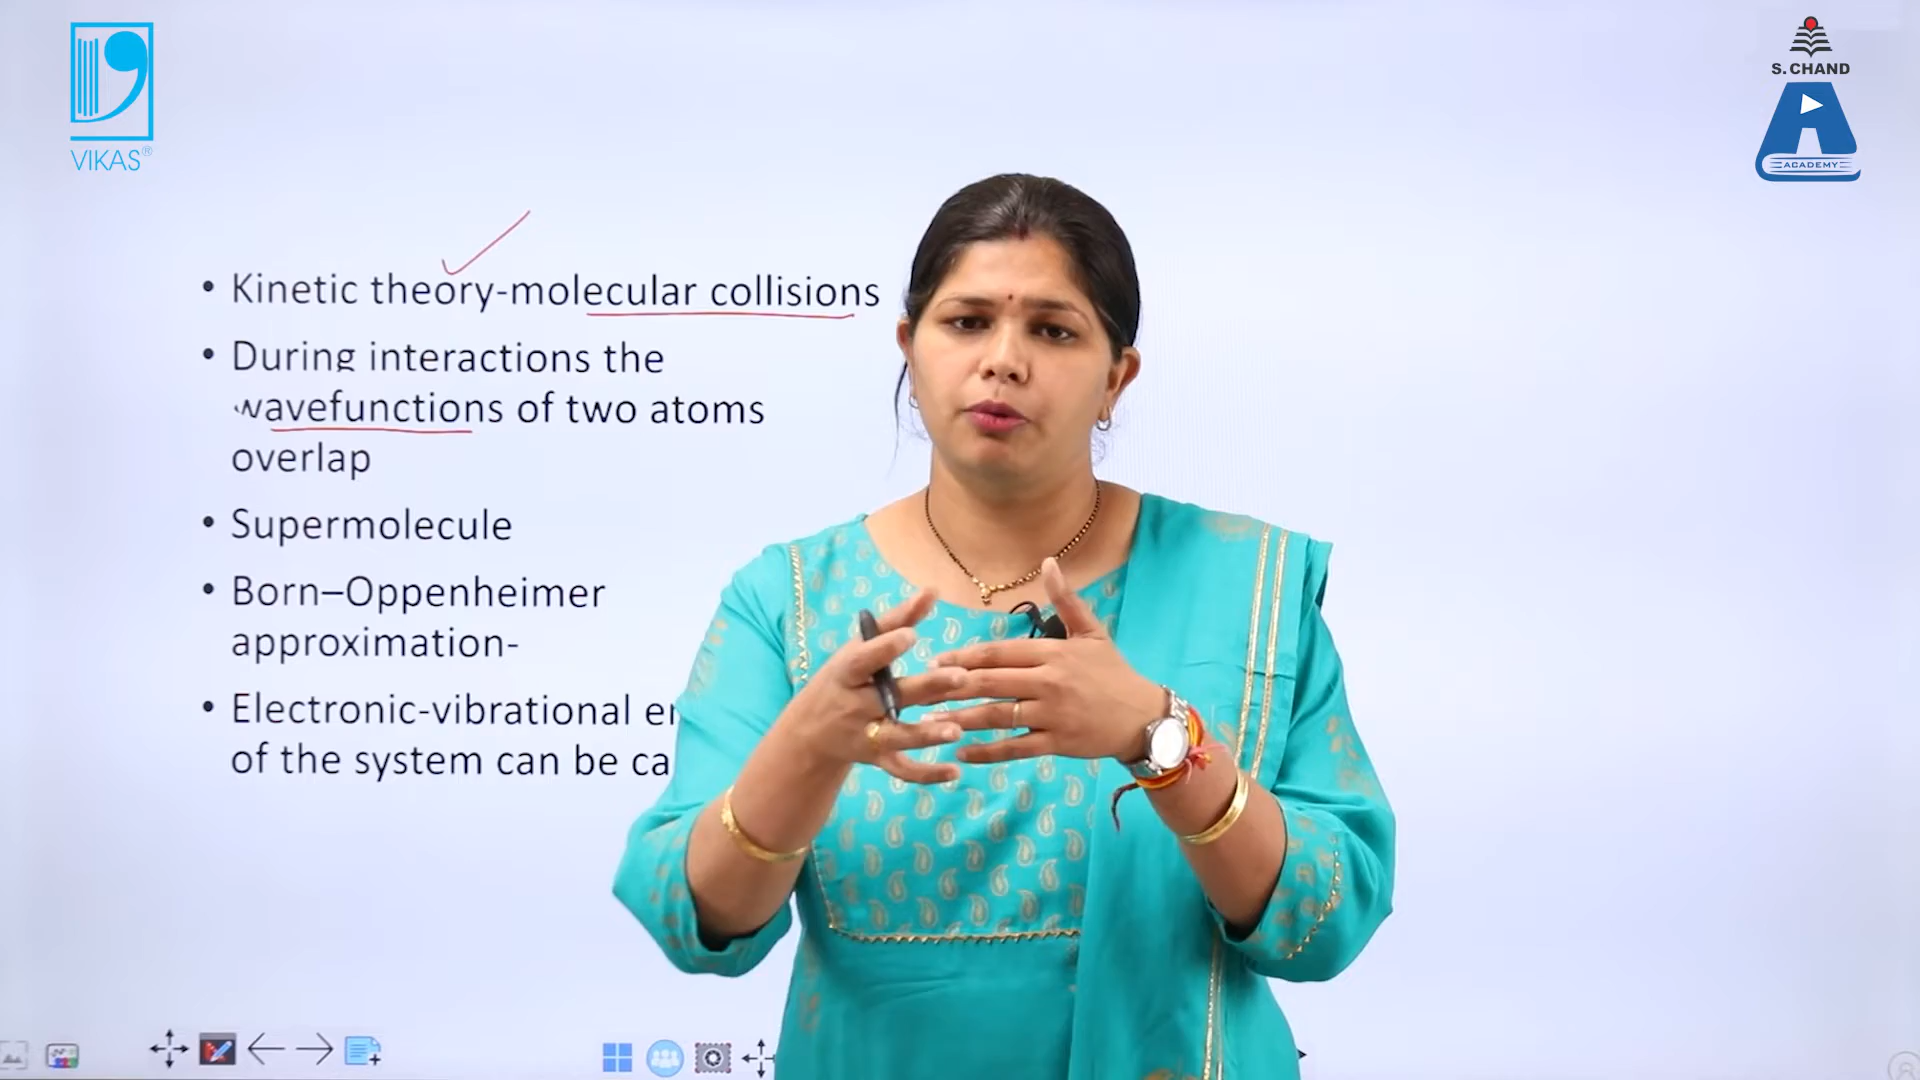 VIKAS®
S. CHAND
ACADEMY
• Kinetic theory-molecular collisions
• During interactions the
wavefunctions of two atoms
overlap
• Supermolecule
• Born–Oppenheimer
approximation-
• Electronic-vibrational
of the system can be